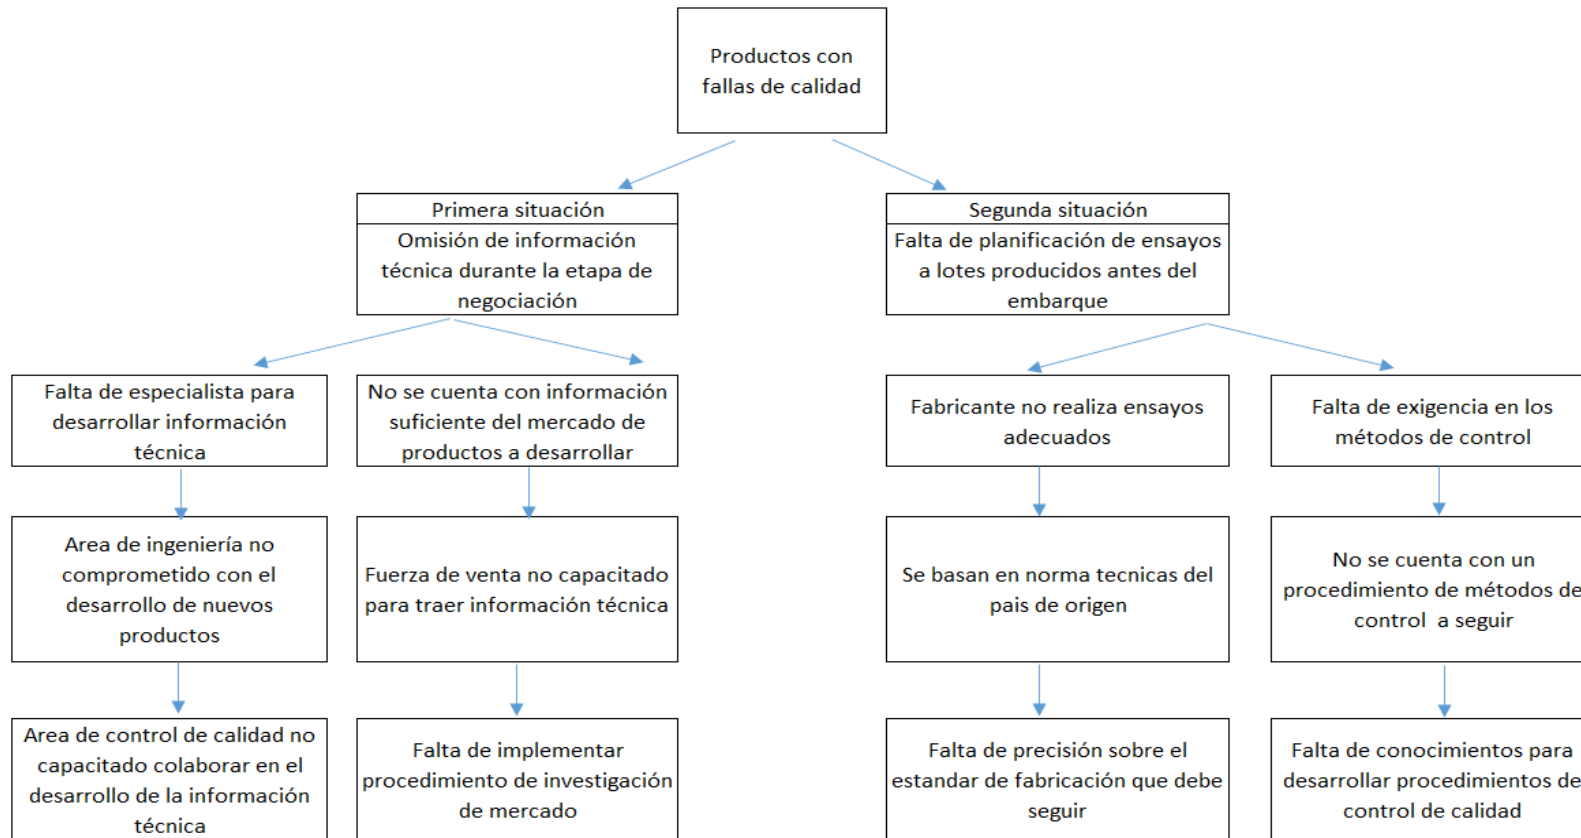 Productos con
fallas de calidad
Primera situación
Omisión de información
técnica durante la etapa de
negociación
Segunda situación
Falta de planificación de ensayos
a lotes producidos antes del
embarque
Falta de especialista para
desarrollar información
técnica
No se cuenta con información
suficiente del mercado de
productos a desarrollar
Fabricante no realiza ensayos
adecuados
Falta de exigencia en los
métodos de control
Area de ingeniería no
comprometido con el
desarrollo de nuevos
productos
Fuerza de venta no capacitado
para traer información técnica
Se basan en norma tecnicas del
pais de origen
No se cuenta con un
procedimiento de métodos de
control a seguir
Area de control de calidad no
capacitado colaborar en el
desarrollo de la información
técnica
Falta de implementar
procedimiento de investigación
de mercado
Falta de precisión sobre el
estandar de fabricación que debe
seguir
Falta de conocimientos para
desarrollar procedimientos de
control de calidad